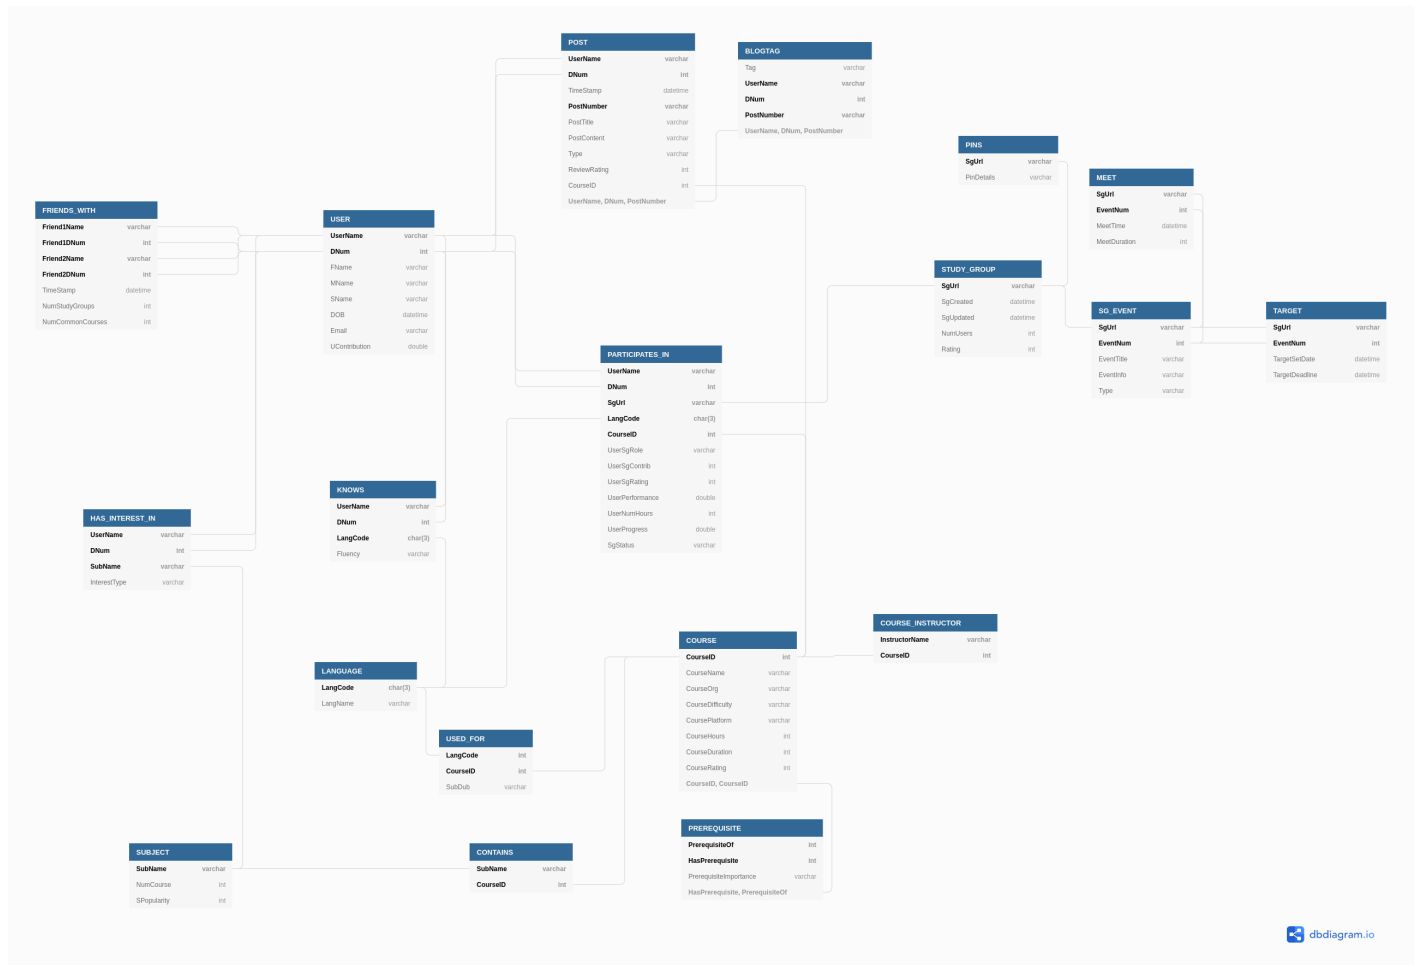 POST
UserName varchar
DNum int
TimeStamp datetime
PostNumber varchar
PostTitle varchar
PostContent varchar
Type varchar
ReviewRating int
CourseID int
UserName, DNum, PostNumber
BLOGTAG
Tag varchar
UserName varchar
DNum int
PostNumber varchar
UserName, DNum, PostNumber
PINS
SgUrl varchar
PinDetails varchar
MEET
SgUrl varchar
EventNum int
MeetTime datetime
MeetDuration int
FRIENDS_WITH
Friend1Name varchar
Friend1DNum int
Friend2Name varchar
Friend2DNum int
TimeStamp datetime
NumStudyGroups int
NumCommonCourses int
USER
UserName varchar
DNum int
FName varchar
MName varchar
SName varchar
DOB datetime
Email varchar
UContribution double
STUDY_GROUP
SgUrl varchar
SgCreated datetime
SgUpdated datetime
NumUsers int
Rating int
SG_EVENT
SgUrl varchar
EventNum int
EventTitle varchar
EventInfo varchar
Type varchar
TARGET
SgUrl varchar
EventNum int
TargetSetDate datetime
TargetDeadline datetime
PARTICIPATES_IN
UserName varchar
DNum int
SgUrl varchar
LangCode char(3)
CourseID int
UserSgRole varchar
UserSgContrib int
UserSgRating int
UserPerformance double
UserNumHours int
UserProgress double
SgStatus varchar
KNOWS
UserName varchar
DNum int
LangCode char(3)
Fluency varchar
HAS_INTEREST_IN
UserName varchar
DNum int
SubName varchar
InterestType varchar
COURSE_INSTRUCTOR
InstructorName varchar
CourseID int
COURSE
CourseID int
CourseName varchar
CourseOrg varchar
CourseDifficulty varchar
CoursePlatform varchar
CourseHours int
CourseDuration int
CourseRating int
CourseID, CourseID
LANGUAGE
LangCode char(3)
LangName varchar
USED_FOR
LangCode int
CourseID int
SubDub varchar
PREREQUISITE
PrerequisiteOf int
HasPrerequisite int
PrerequisiteImportance varchar
HasPrerequisite, PrerequisiteOf
SUBJECT
SubName varchar
NumCourse int
SPopularity int
CONTAINS
SubName varchar
CourseID int
dbdiagram.io